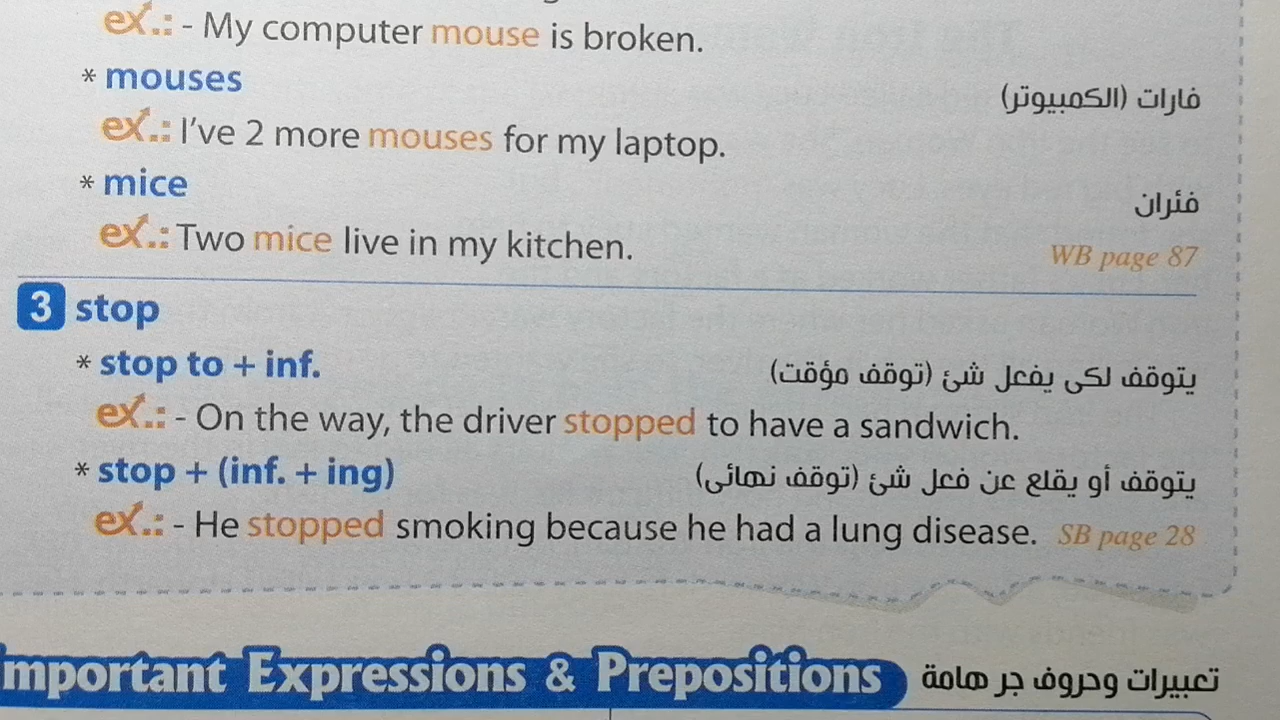 ex.: - My computer mouse is broken.
* mouses فارات (الكمبيوتر)
ex.: I've 2 more mouses for my laptop.
* mice فئران
ex.: Two mice live in my kitchen. WB page 87
3 stop
* stop to + inf. يتوقف لكى يفعل شئ (توقف مؤقت)
ex.: - On the way, the driver stopped to have a sandwich.
* stop + (inf. + ing) يتوقف أو يقلع عن فعل شئ (توقف نهائى)
ex.: - He stopped smoking because he had a lung disease. SB page 28
mportant Expressions & Prepositions تعبيرات وحروف جر هامة